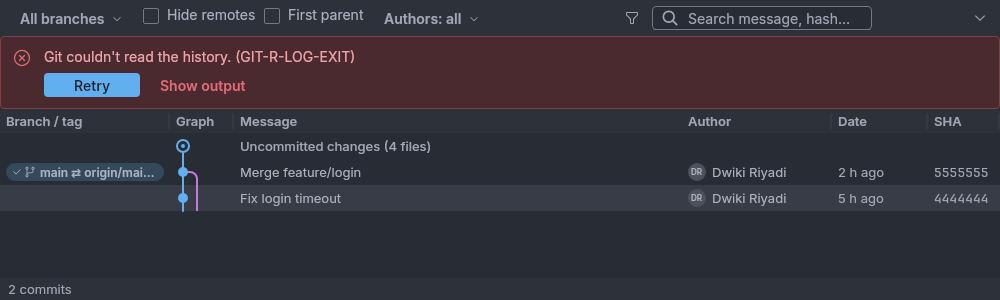 All branches Hide remotes First parent Authors: all Search message, hash...
Git couldn't read the history. (GIT-R-LOG-EXIT)
Retry Show output
Branch / tag Graph Message Author Date SHA
Uncommitted changes (4 files)
main ⇄ origin/mai... Merge feature/login DR Dwiki Riyadi 2 h ago 5555555
Fix login timeout DR Dwiki Riyadi 5 h ago 4444444
2 commits